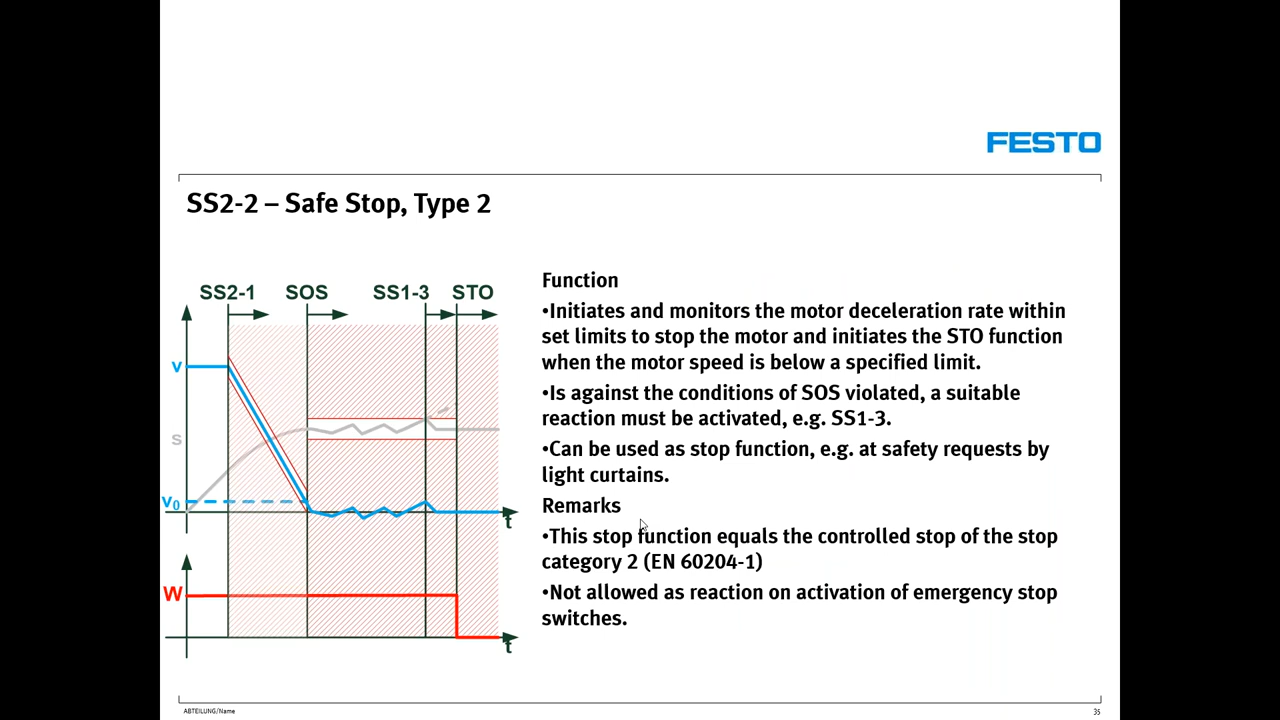 FESTO
SS2-2 – Safe Stop, Type 2
SS2-1 SOS SS1-3 STO
v
s
v0
t
W
t
Function
•Initiates and monitors the motor deceleration rate within
set limits to stop the motor and initiates the STO function
when the motor speed is below a specified limit.
•Is against the conditions of SOS violated, a suitable
reaction must be activated, e.g. SS1-3.
•Can be used as stop function, e.g. at safety requests by
light curtains.
Remarks
•This stop function equals the controlled stop of the stop
category 2 (EN 60204-1)
•Not allowed as reaction on activation of emergency stop
switches.
ABTEILUNG/Name
35